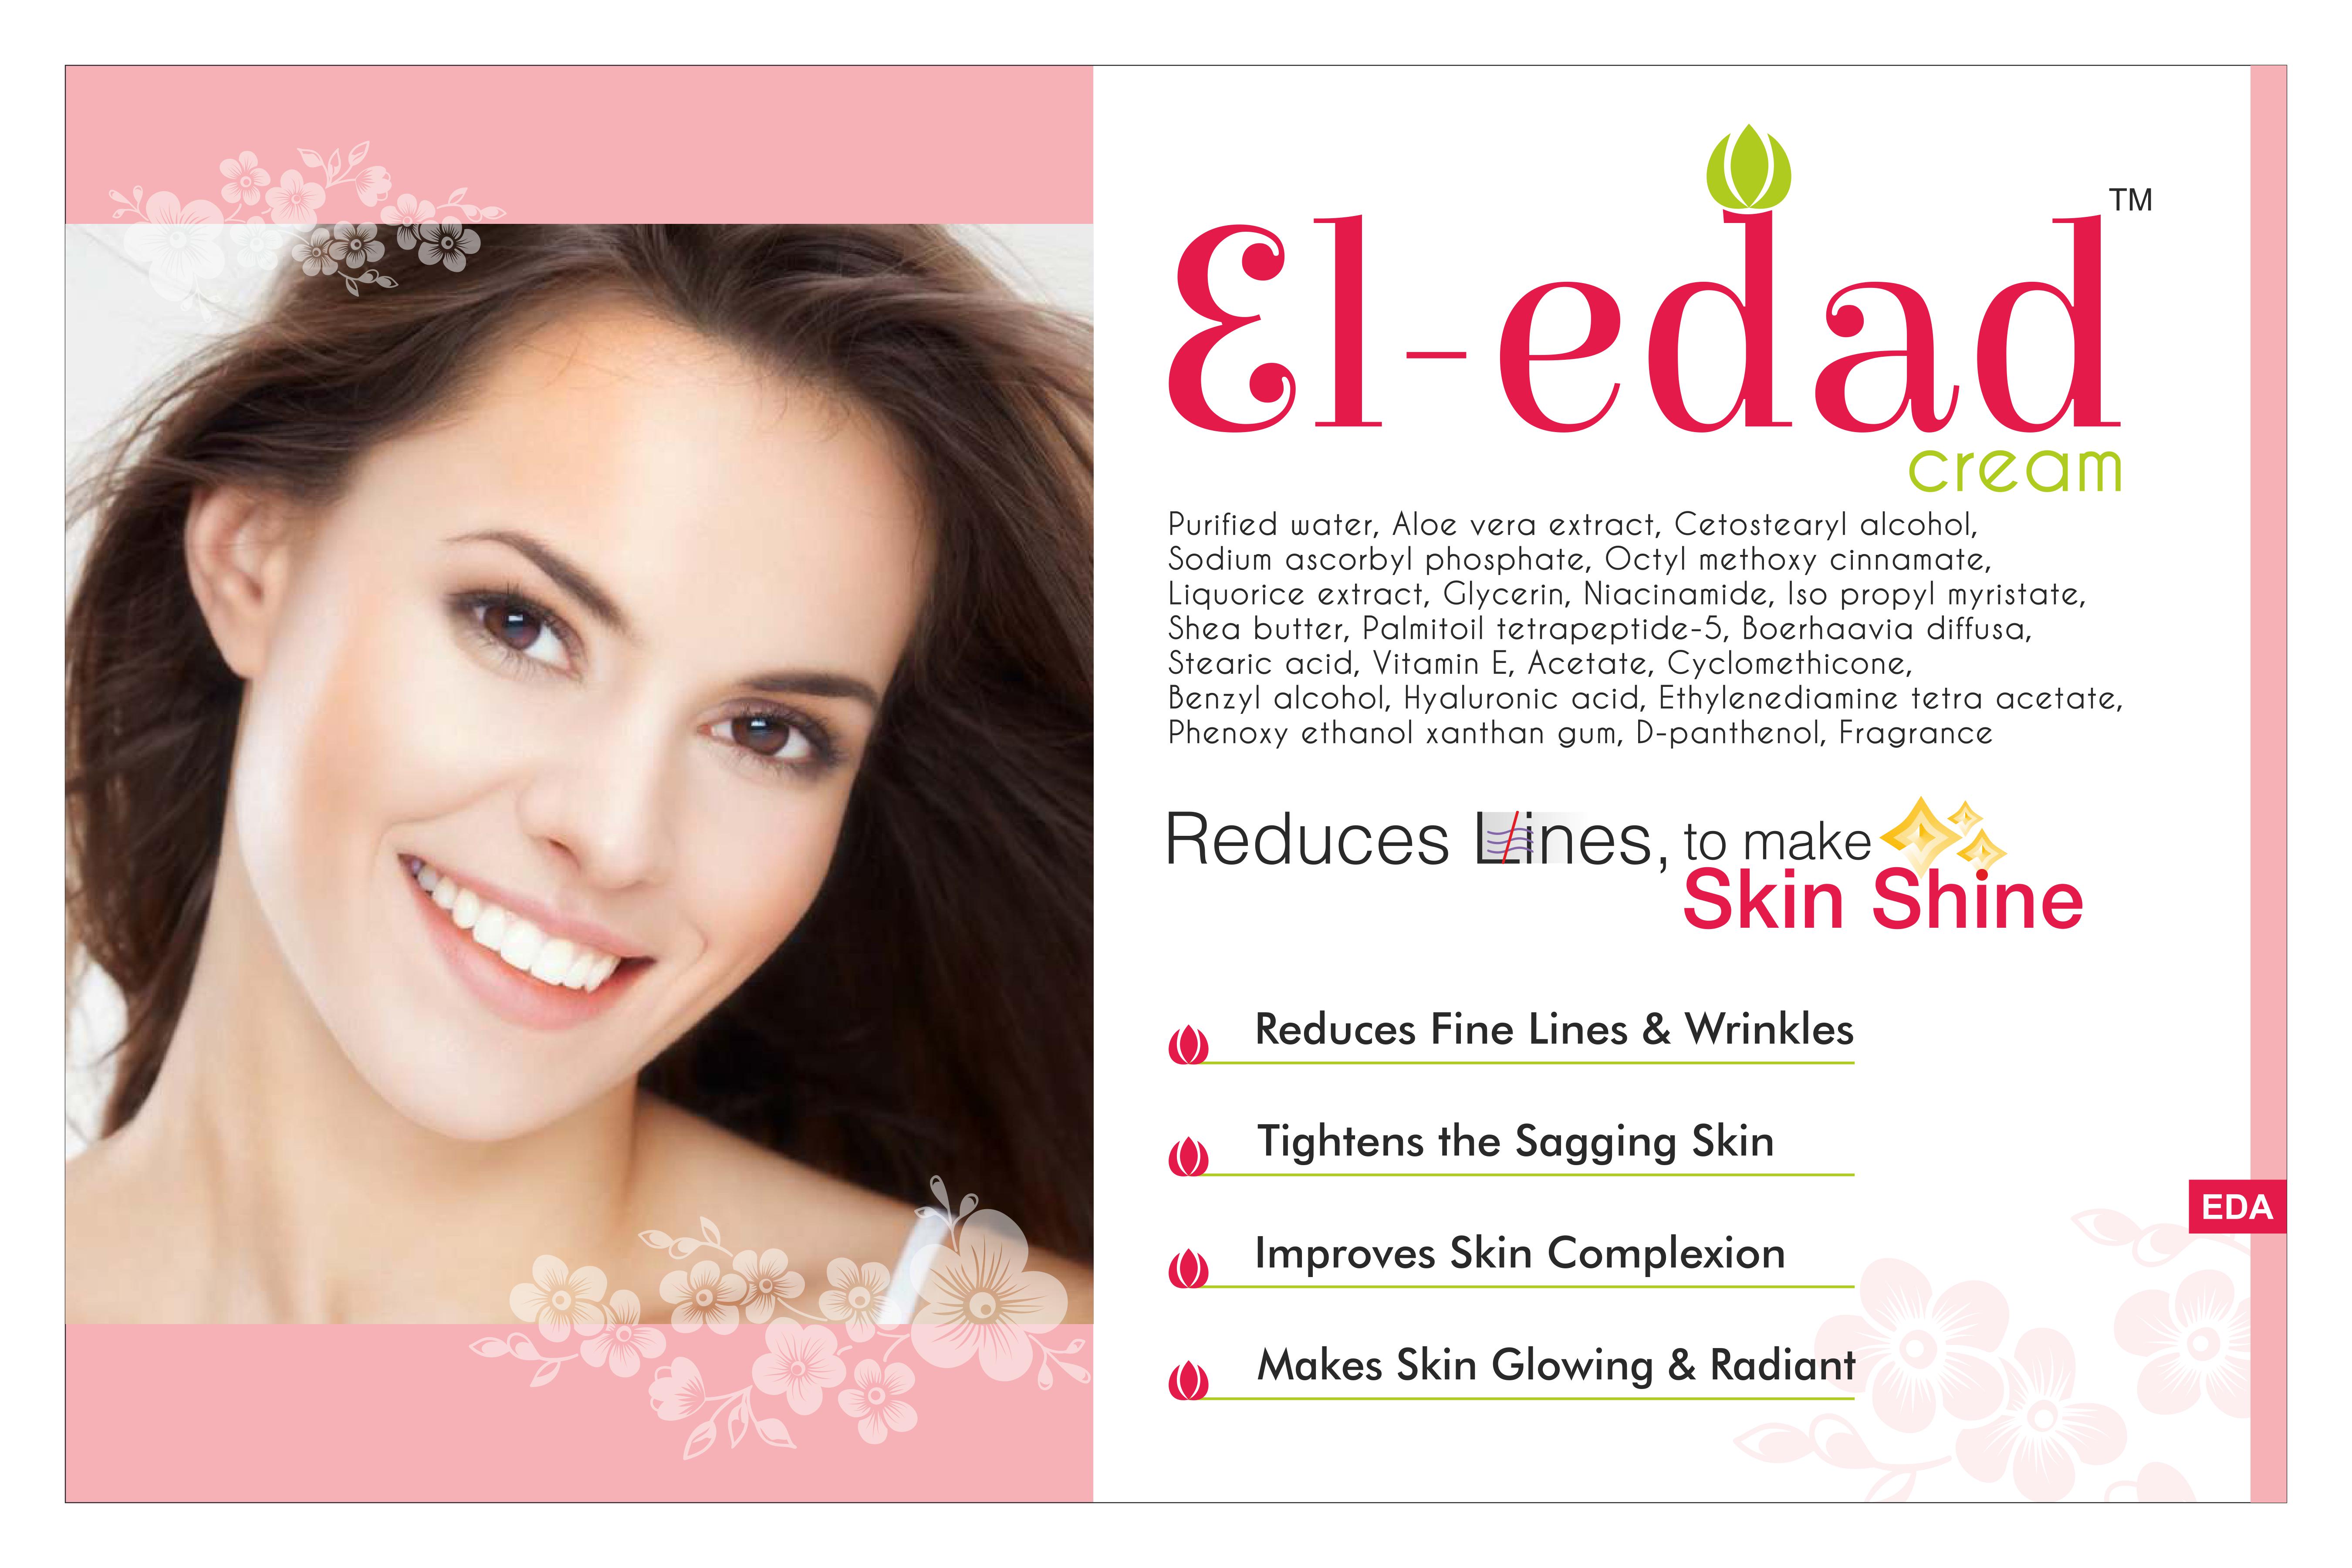 El-edad™
cream
Purified water, Aloe vera extract, Cetostearyl alcohol,
Sodium ascorbyl phosphate, Octyl methoxy cinnamate,
Liquorice extract, Glycerin, Niacinamide, Iso propyl myristate,
Shea butter, Palmitoil tetrapeptide-5, Boerhaavia diffusa,
Stearic acid, Vitamin E, Acetate, Cyclomethicone,
Benzyl alcohol, Hyaluronic acid, Ethylenediamine tetra acetate,
Phenoxy ethanol xanthan gum, D-panthenol, Fragrance
Reduces Lines, to make
Skin Shine
Reduces Fine Lines & Wrinkles
Tightens the Sagging Skin
EDA
Improves Skin Complexion
Makes Skin Glowing & Radiant